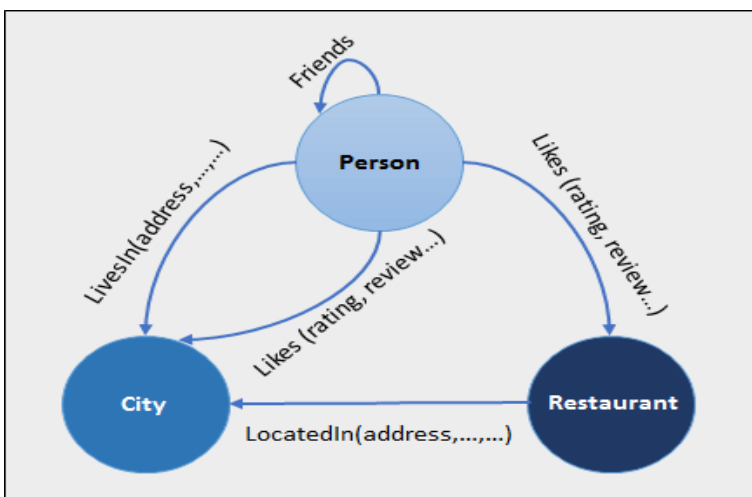 Friends
Person
LivesIn(address,...,...)
Likes (rating, review...)
Likes (rating, review...)
City
Restaurant
LocatedIn(address,...,...)